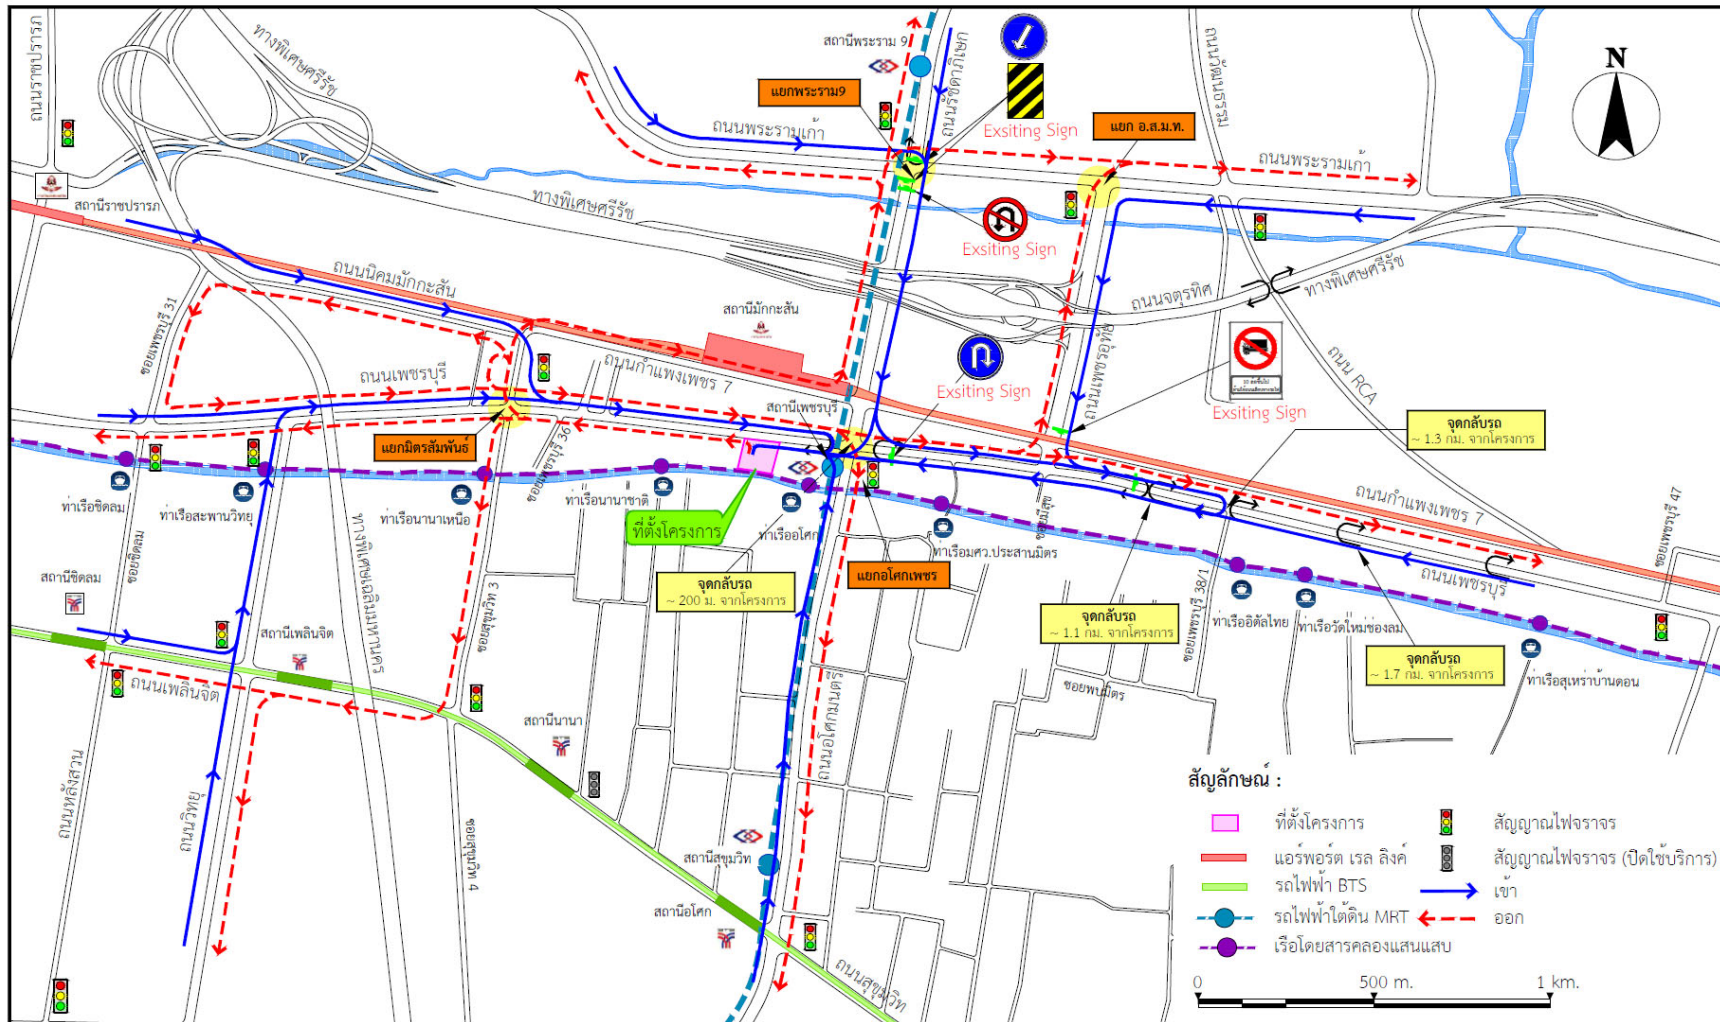 ถนนราชปรารภ
ทางพิเศษศรีรัช
สถานีพระราม 9
ถนนรัชดาภิเษก
ถนนวัฒนธรรม
N
แยกพระราม9
Exsiting Sign
แยก อ.ส.ม.ท.
ถนนพระรามเก้า
ถนนพระรามเก้า
สถานีราชปรารภ
ทางพิเศษศรีรัช
Exsiting Sign
ถนนนิคมมักกะสัน
ถนนจตุรทิศ
ทางพิเศษศรีรัช
ซอยเพชรบุรี 31
สถานีมักกะสัน
ถนนเพชรอุทัย
ถนน RCA
ถนนเพชรบุรี
ถนนกำแพงเพชร 7
Exsiting Sign
Exsiting Sign
สถานีเพชรบุรี
จุดกลับรถ
~ 1.3 กม. จากโครงการ
แยกมิตรสัมพันธ์
ซอยเพชรบุรี 36
ท่าเรือชิดลม
ท่าเรือสะพานวิทยุ
ท่าเรือนานาเหนือ
ท่าเรือนานาชาติ
ที่ตั้งโครงการ
ท่าเรืออโศก
ท่าเรือมศว.ประสานมิตร
ถนนกำแพงเพชร 7
ซอยเพชรบุรี 47
ซอยชิดลม
ทางพิเศษเฉลิมมหานคร
แยกอโศกเพชร
จุดกลับรถ
~ 200 ม. จากโครงการ
ถนนเพชรบุรี
สถานีชิดลม
สถานีเพลินจิต
ซอยสุขุมวิท 3
จุดกลับรถ
~ 1.1 กม. จากโครงการ
ซอยเพชรบุรี 38/1
ท่าเรืออิตัลไทย
ท่าเรือวัดใหม่ช่องลม
จุดกลับรถ
~ 1.7 กม. จากโครงการ
ท่าเรือสุเหร่าบ้านดอน
ถนนเพลินจิต
ซอยพบมิตร
สถานีนานา
ถนนอโศกมนตรี
ถนนหลังสวน
ถนนวิทยุ
ซอยสุขุมวิท 4
สถานีสุขุมวิท
สถานีอโศก
ถนนสุขุมวิท
สัญลักษณ์ :
ที่ตั้งโครงการ
สัญญาณไฟจราจร
แอร์พอร์ต เรล ลิงค์
สัญญาณไฟจราจร (ปิดใช้บริการ)
รถไฟฟ้า BTS
เข้า
รถไฟฟ้าใต้ดิน MRT
ออก
เรือโดยสารคลองแสนแสบ
0 500 m. 1 km.